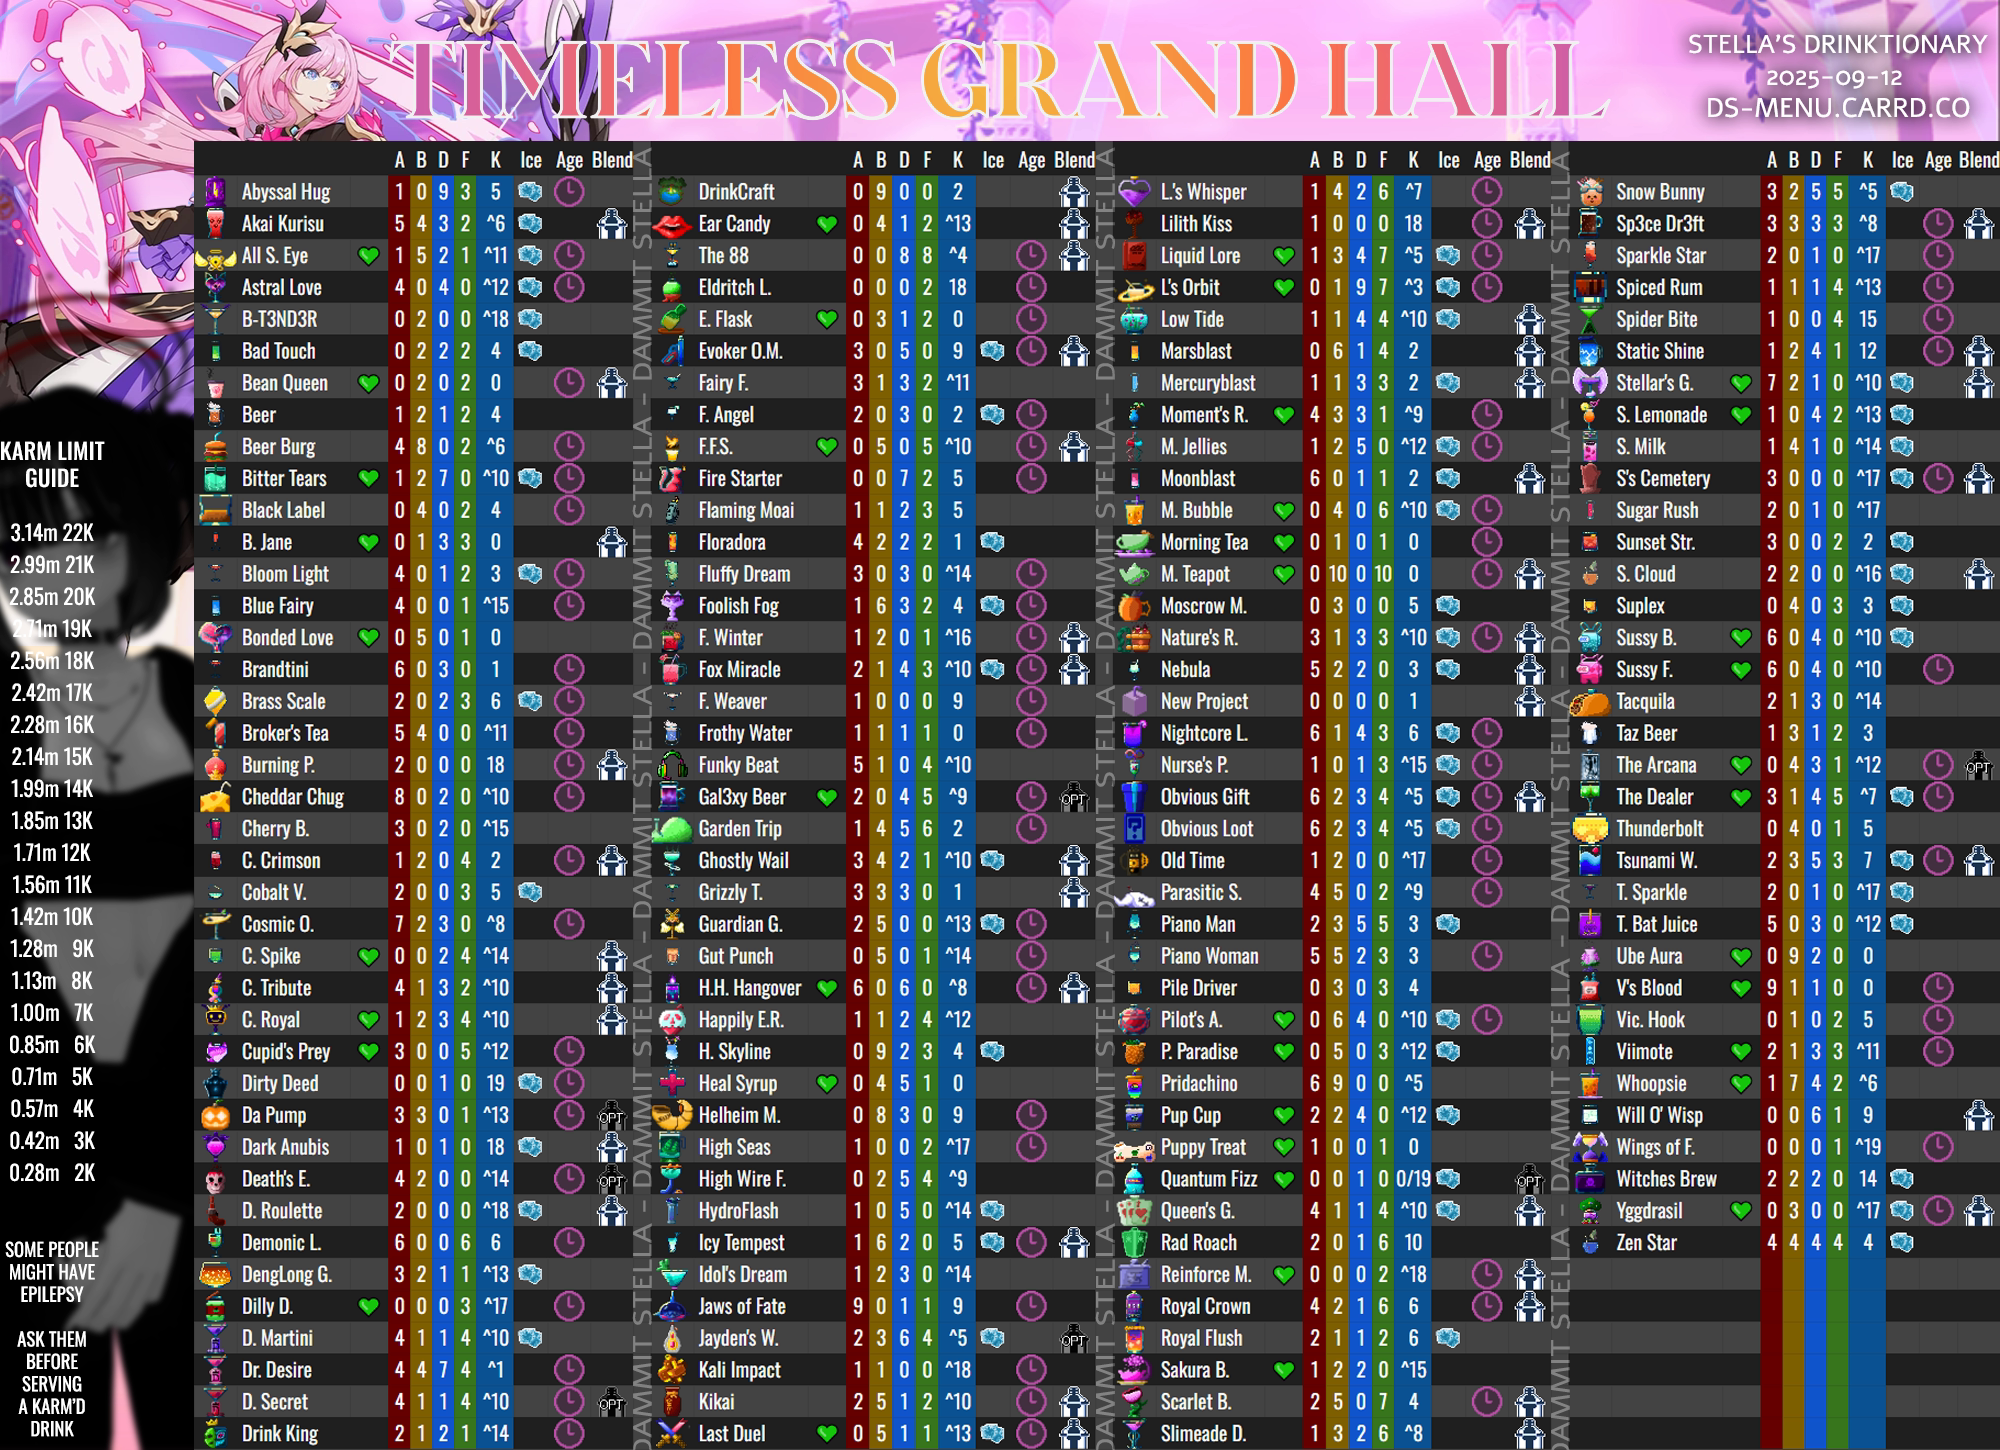 TIMELESS GRAND HALL
STELLA'S DRINKTIONARY
2025-09-12
DS-MENU.CARRD.CO
KARM LIMIT
GUIDE
3.14m 22K
2.99m 21K
2.85m 20K
2.71m 19K
2.56m 18K
2.42m 17K
2.28m 16K
2.14m 15K
1.99m 14K
1.85m 13K
1.71m 12K
1.56m 11K
1.42m 10K
1.28m 9K
1.13m 8K
1.00m 7K
0.85m 6K
0.71m 5K
0.57m 4K
0.42m 3K
0.28m 2K
SOME PEOPLE
MIGHT HAVE
EPILEPSY
ASK THEM
BEFORE
SERVING
A KARM'D
DRINK
A B D F K Ice Age Blend
Abyssal Hug 1 0 9 3 5
Akai Kurisu 5 4 3 2 ^6
All S. Eye 1 5 2 1 ^11
Astral Love 4 0 4 0 ^12
B-T3ND3R 0 2 0 0 ^18
Bad Touch 0 2 2 2 4
Bean Queen 0 2 0 2 0
Beer 1 2 1 2 4
Beer Burg 4 8 0 2 ^6
Bitter Tears 1 2 7 0 ^10
Black Label 0 4 0 2 4
B. Jane 0 1 3 3 0
Bloom Light 4 0 1 2 3
Blue Fairy 4 0 0 1 ^15
Bonded Love 0 5 0 1 0
Brandtini 6 0 3 0 1
Brass Scale 2 0 2 3 6
Broker's Tea 5 4 0 0 ^11
Burning P. 2 0 0 0 18
Cheddar Chug 8 0 2 0 ^10
Cherry B. 3 0 2 0 ^15
C. Crimson 1 2 0 4 2
Cobalt V. 2 0 0 3 5
Cosmic O. 7 2 3 0 ^8
C. Spike 0 0 2 4 ^14
C. Tribute 4 1 3 2 ^10
C. Royal 1 2 3 4 ^10
Cupid's Prey 3 0 0 5 ^12
Dirty Deed 0 0 1 0 19
Da Pump 3 3 0 1 ^13 OPT
Dark Anubis 1 0 1 0 18
Death's E. 4 2 0 0 ^14 OPT
D. Roulette 2 0 0 0 ^18
Demonic L. 6 0 0 6 6
DengLong G. 3 2 1 1 ^13
Dilly D. 0 0 0 3 ^17
D. Martini 4 1 1 4 ^10
Dr. Desire 4 4 7 4 ^1
D. Secret 4 1 1 4 ^10 OPT
Drink King 2 1 2 1 ^14
DAMMIT STELLA - DAMMIT STELLA - DAMMIT STELLA - DAMMIT STELLA
A B D F K Ice Age Blend
DrinkCraft 0 9 0 0 2
Ear Candy 0 4 1 2 ^13
The 88 0 0 8 8 ^4
Eldritch L. 0 0 0 2 18
E. Flask 0 3 1 2 0
Evoker O.M. 3 0 5 0 9
Fairy F. 3 1 3 2 ^11
F. Angel 2 0 3 0 2
F.F.S. 0 5 0 5 ^10
Fire Starter 0 0 7 2 5
Flaming Moai 1 1 2 3 5
Floradora 4 2 2 2 1
Fluffy Dream 3 0 3 0 ^14
Foolish Fog 1 6 3 2 4
F. Winter 1 2 0 1 ^16
Fox Miracle 2 1 4 3 ^10
F. Weaver 1 0 0 0 9
Frothy Water 1 1 1 1 0
Funky Beat 5 1 0 4 ^10
Gal3xy Beer 2 0 4 5 ^9 OPT
Garden Trip 1 4 5 6 2
Ghostly Wail 3 4 2 1 ^10
Grizzly T. 3 3 3 0 1
Guardian G. 2 5 0 0 ^13
Gut Punch 0 5 0 1 ^14
H.H. Hangover 6 0 6 0 ^8
Happily E.R. 1 1 2 4 ^12
H. Skyline 0 9 2 3 4
Heal Syrup 0 4 5 1 0
Helheim M. 0 8 3 0 9
High Seas 1 0 0 2 ^17
High Wire F. 0 2 5 4 ^9
HydroFlash 1 0 5 0 ^14
Icy Tempest 1 6 2 0 5
Idol's Dream 1 2 3 0 ^14
Jaws of Fate 9 0 1 1 9
Jayden's W. 2 3 6 4 ^5 OPT
Kali Impact 1 1 0 0 ^18
Kikai 2 5 1 2 ^10
Last Duel 0 5 1 1 ^13
DAMMIT STELLA - DAMMIT STELLA - DAMMIT STELLA - DAMMIT STELLA
A B D F K Ice Age Blend
L.'s Whisper 1 4 2 6 ^7
Lilith Kiss 1 0 0 0 18
Liquid Lore 1 3 4 7 ^5
L's Orbit 0 1 9 7 ^3
Low Tide 1 1 4 4 ^10
Marsblast 0 6 1 4 2
Mercuryblast 1 1 3 3 2
Moment's R. 4 3 3 1 ^9
M. Jellies 1 2 5 0 ^12
Moonblast 6 0 1 1 2
M. Bubble 0 4 0 6 ^10
Morning Tea 0 1 0 1 0
M. Teapot 0 10 0 10 0
Moscrow M. 0 3 0 0 5
Nature's R. 3 1 3 3 ^10
Nebula 5 2 2 0 3
New Project 0 0 0 0 1
Nightcore L. 6 1 4 3 6
Nurse's P. 1 0 1 3 ^15
Obvious Gift 6 2 3 4 ^5
Obvious Loot 6 2 3 4 ^5
Old Time 1 2 0 0 ^17
Parasitic S. 4 5 0 2 ^9
Piano Man 2 3 5 5 3
Piano Woman 5 5 2 3 3
Pile Driver 0 3 0 3 4
Pilot's A. 0 6 4 0 ^10
P. Paradise 0 5 0 3 ^12
Pridachino 6 9 0 0 ^5
Pup Cup 2 2 4 0 ^12
Puppy Treat 1 0 0 1 0
Quantum Fizz 0 0 1 0 0/19 OPT
Queen's G. 4 1 1 4 ^10
Rad Roach 2 0 1 6 10
Reinforce M. 0 0 0 2 ^18
Royal Crown 4 2 1 6 6
Royal Flush 2 1 1 2 6
Sakura B. 1 2 2 0 ^15
Scarlet B. 2 5 0 7 4
Slimeade D. 1 3 2 6 ^8
DAMMIT STELLA - DAMMIT STELLA - DAMMIT STELLA - DAMMIT STELLA
A B D F K Ice Age Blend
Snow Bunny 3 2 5 5 ^5
Sp3ce Dr3ft 3 3 3 3 ^8
Sparkle Star 2 0 1 0 ^17
Spiced Rum 1 1 1 4 ^13
Spider Bite 1 0 0 4 15
Static Shine 1 2 4 1 12
Stellar's G. 7 2 1 0 ^10
S. Lemonade 1 0 4 2 ^13
S. Milk 1 4 1 0 ^14
S's Cemetery 3 0 0 0 ^17
Sugar Rush 2 0 1 0 ^17
Sunset Str. 3 0 0 2 2
S. Cloud 2 2 0 0 ^16
Suplex 0 4 0 3 3
Sussy B. 6 0 4 0 ^10
Sussy F. 6 0 4 0 ^10
Tacquila 2 1 3 0 ^14
Taz Beer 1 3 1 2 3
The Arcana 0 4 3 1 ^12 OPT
The Dealer 3 1 4 5 ^7
Thunderbolt 0 4 0 1 5
Tsunami W. 2 3 5 3 7
T. Sparkle 2 0 1 0 ^17
T. Bat Juice 5 0 3 0 ^12
Ube Aura 0 9 2 0 0
V's Blood 9 1 1 0 0
Vic. Hook 0 1 0 2 5
Viimote 2 1 3 3 ^11
Whoopsie 1 7 4 2 ^6
Will O' Wisp 0 0 6 1 9
Wings of F. 0 0 0 1 ^19
Witches Brew 2 2 2 0 14
Yggdrasil 0 3 0 0 ^17
Zen Star 4 4 4 4 4